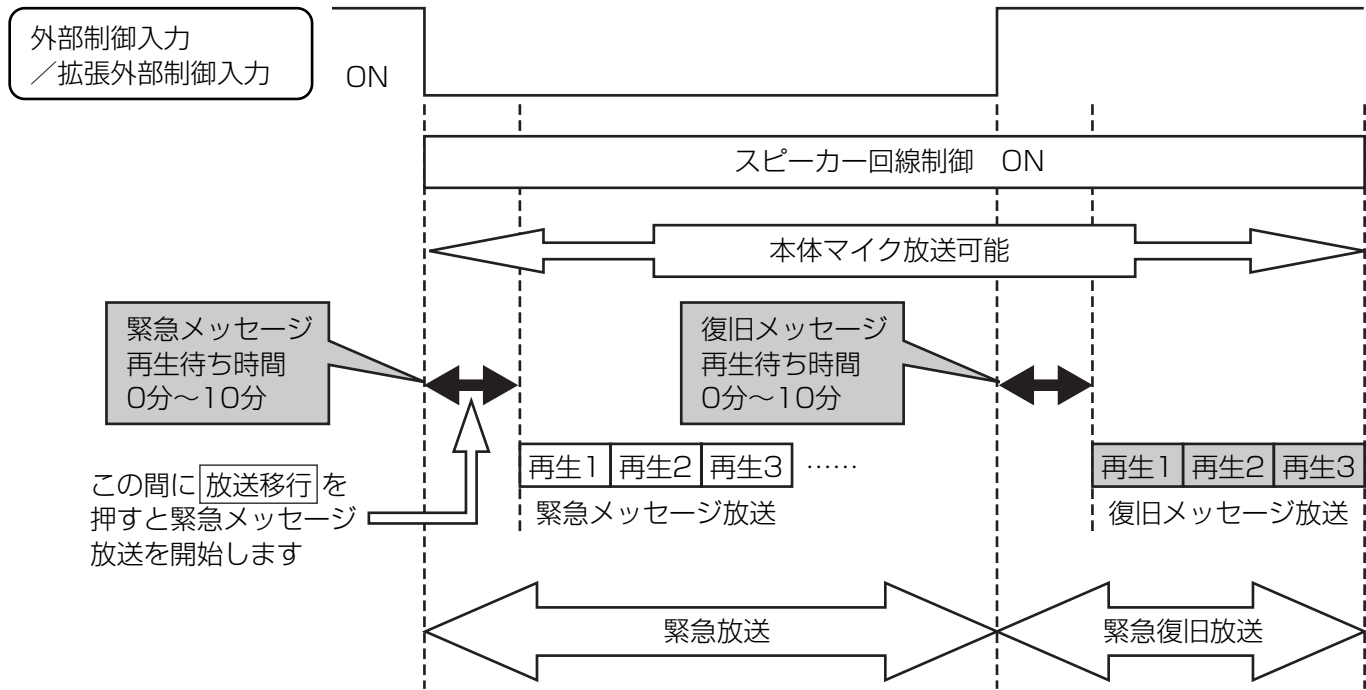 外部制御入力
／拡張外部制御入力
ON
スピーカー回線制御　ON
本体マイク放送可能
緊急メッセージ
再生待ち時間
0分～10分
復旧メッセージ
再生待ち時間
0分～10分
この間に 放送移行 を
押すと緊急メッセージ
放送を開始します
再生1 再生2 再生3 ……
緊急メッセージ放送
再生1 再生2 再生3
復旧メッセージ放送
緊急放送
緊急復旧放送